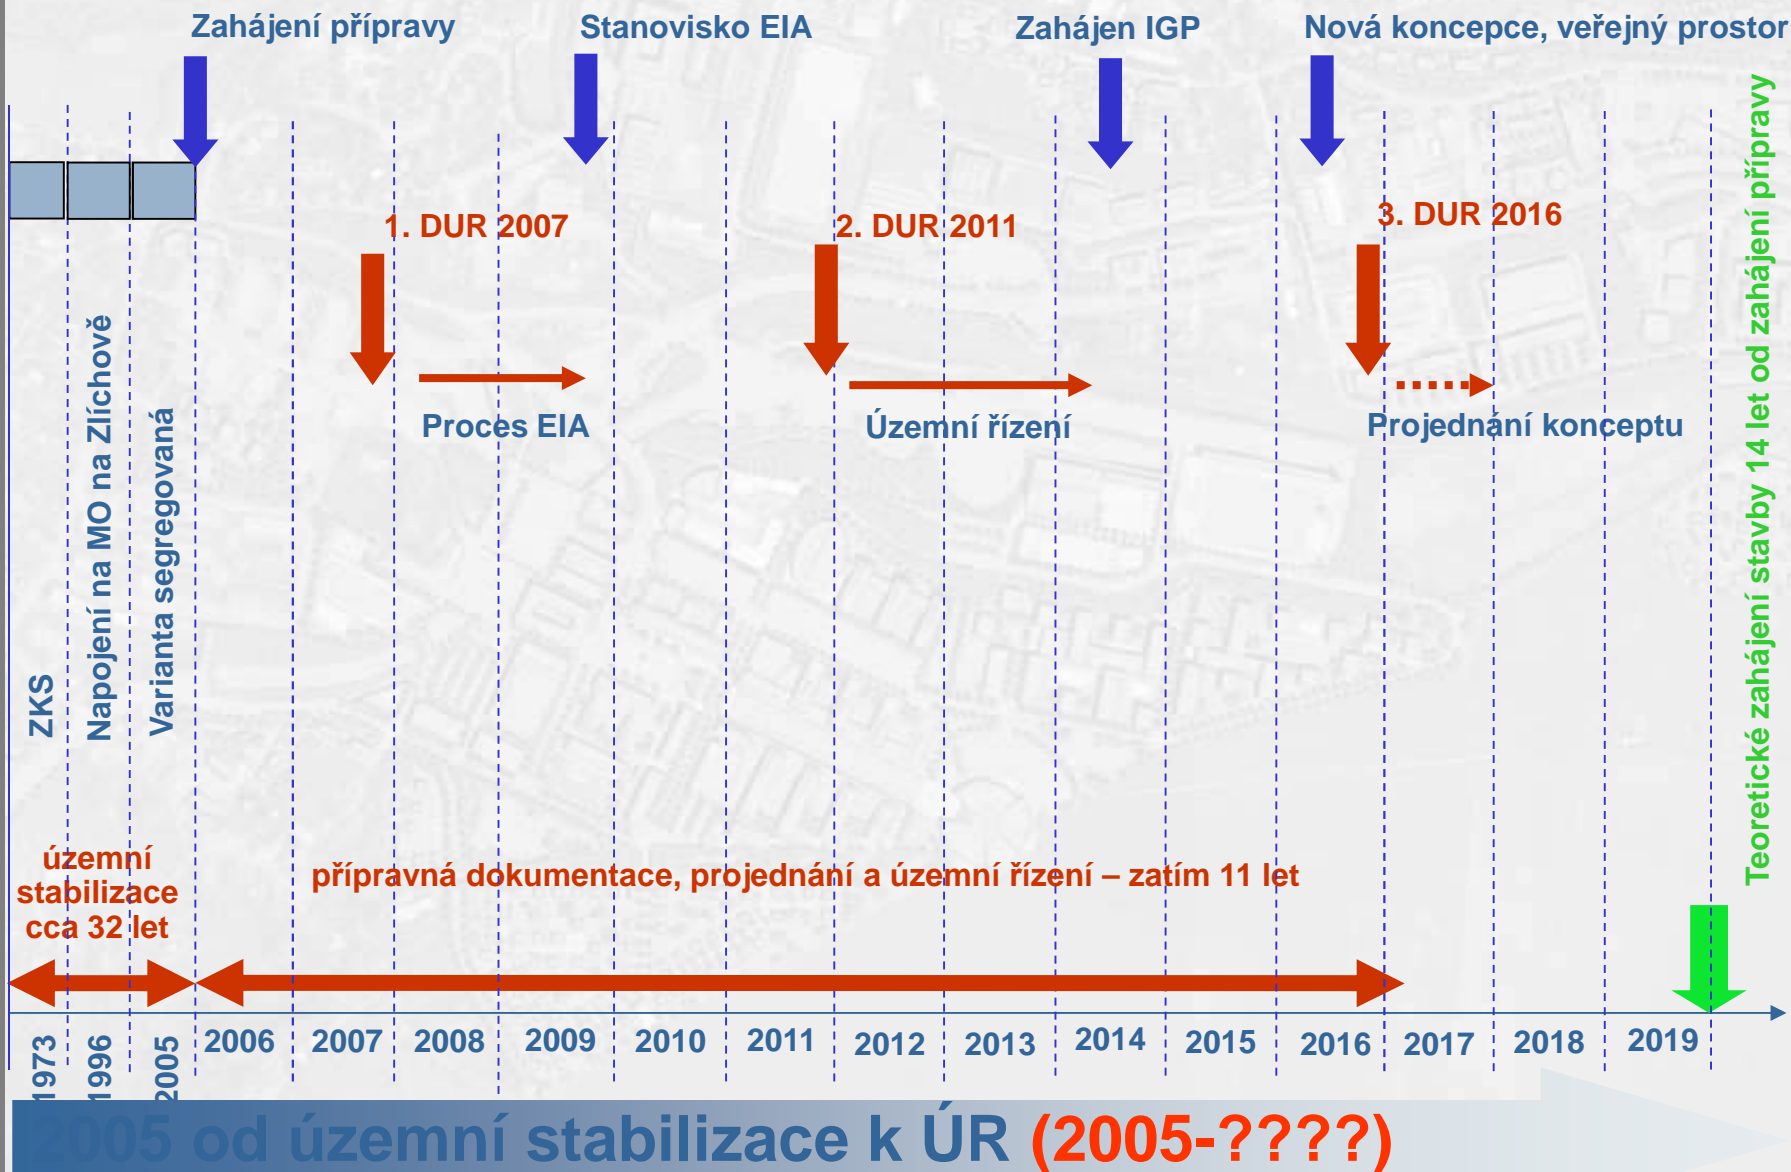 Zahájení přípravy
Stanovisko EIA
Zahájen IGP
Nová koncepce, veřejný prostor
1. DUR 2007
2. DUR 2011
3. DUR 2016
Proces EIA
Územní řízení
Projednání konceptu
ZKS
Napojení na MO na Zlíchově
Varianta segregovaná
Teoretické zahájení stavby 14 let od zahájení přípravy
územní
stabilizace
cca 32 let
přípravná dokumentace, projednání a územní řízení – zatím 11 let
1973
1996
2005
2006
2007
2008
2009
2010
2011
2012
2013
2014
2015
2016
2017
2018
2019
2005 od územní stabilizace k ÚR (2005-????)